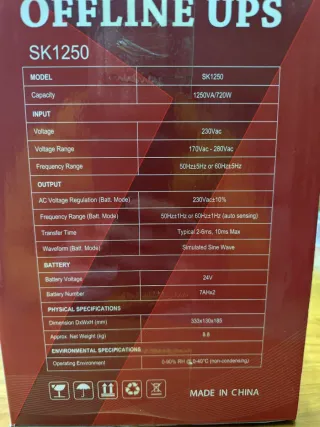 OFFLINE UPS
SK1250
MODEL SK1250
Capacity 1250VA/720W
INPUT
Voltage 230Vac
Voltage Range 170Vac - 280Vac
Frequency Range 50Hz±5Hz or 60Hz±5Hz
OUTPUT
AC Voltage Regulation (Batt. Mode) 230Vac±10%
Frequency Range (Batt. Mode) 50Hz±1Hz or 60Hz±1Hz (auto sensing)
Transfer Time Typical 2-6ms, 10ms Max
Waveform (Batt. Mode) Simulated Sine Wave
BATTERY
Battery Voltage 24V
Battery Number 7AHx2
PHYSICAL SPECIFICATIONS
Dimension DxWxH (mm) 333x130x185
Approx. Net Weight (kg) 8.8
ENVIRONMENTAL SPECIFICATIONS
Operating Environment 0-90% RH @ 0-40°C (non-condensing)
MADE IN CHINA